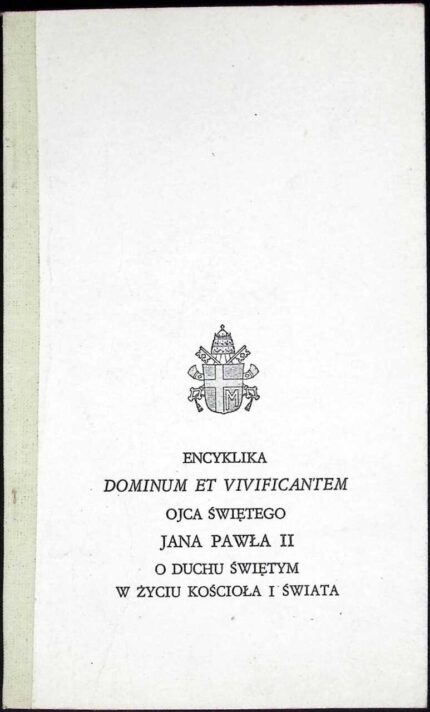 ENCYKLIKA
DOMINUM ET VIVIFICANTEM
OJCA ŚWIĘTEGO
JANA PAWŁA II
O DUCHU ŚWIĘTYM
W ŻYCIU KOŚCIOŁA I ŚWIATA